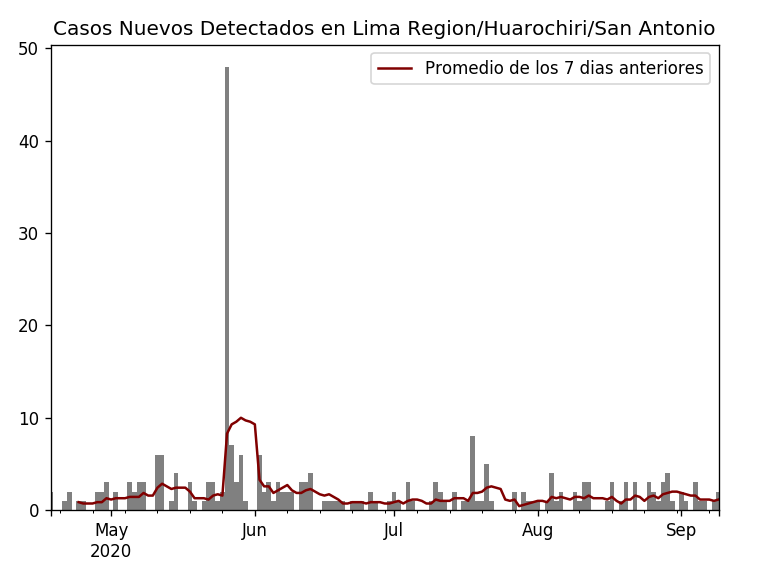 Casos Nuevos Detectados en Lima Region/Huarochiri/San Antonio
Promedio de los 7 dias anteriores
50
40
30
20
10
0
May Jun Jul Aug Sep
2020